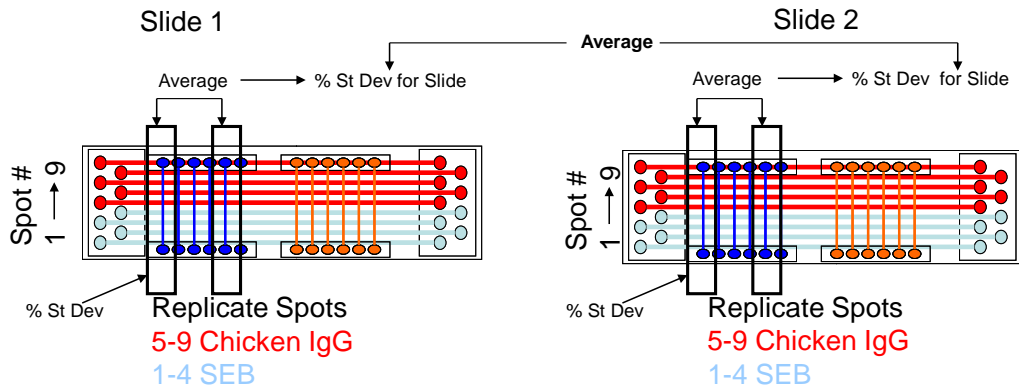 Slide 1
Slide 2
Average
Average
% St Dev for Slide
Average
% St Dev for Slide
Spot #
1 9
Spot #
1 9
% St Dev
Replicate Spots
5-9 Chicken IgG
1-4 SEB
% St Dev
Replicate Spots
5-9 Chicken IgG
1-4 SEB